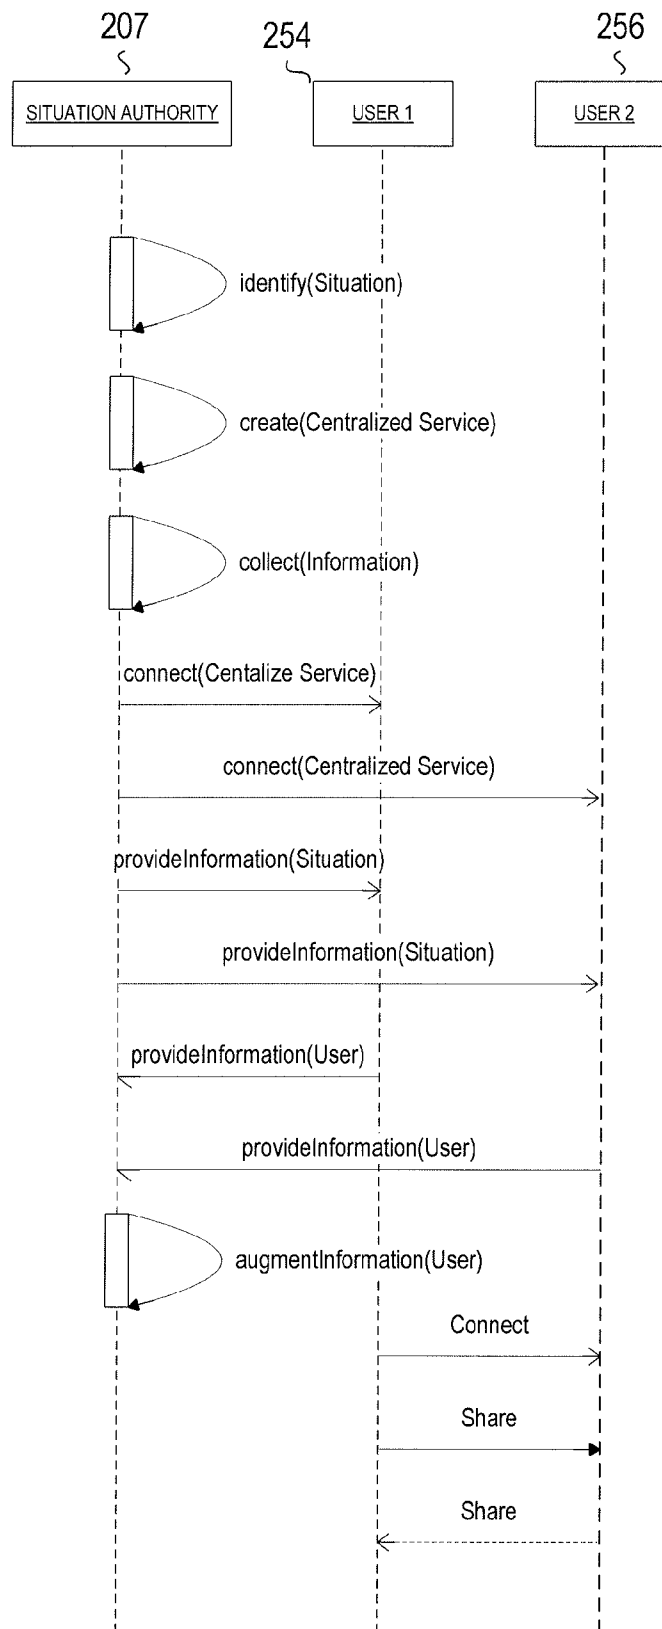 207
254
256
SITUATION AUTHORITY
USER 1
USER 2
identify(Situation)
create(Centralized Service)
collect(Information)
connect(Centalize Service)
connect(Centralized Service)
provideInformation(Situation)
provideInformation(Situation)
provideInformation(User)
provideInformation(User)
augmentInformation(User)
Connect
Share
Share